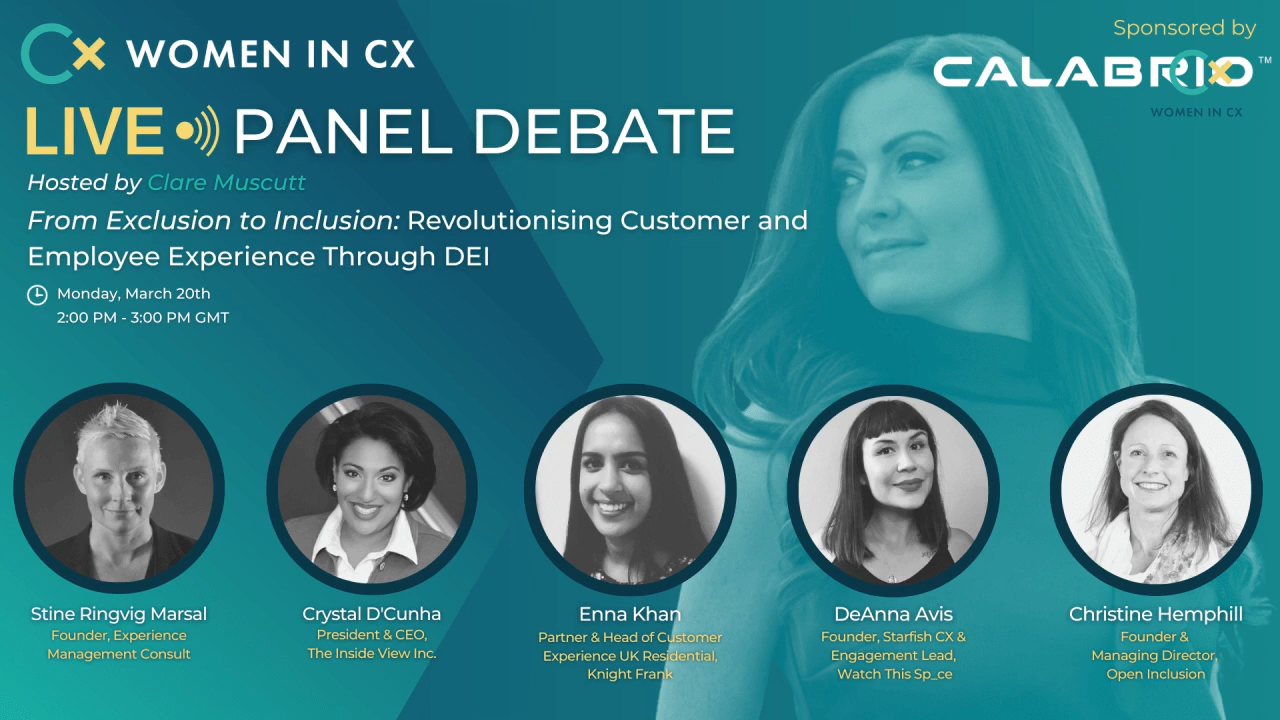 Cx WOMEN IN CX
Sponsored by
CALABRIO™
Cx
WOMEN IN CX
LIVE PANEL DEBATE
Hosted by Clare Muscutt
From Exclusion to Inclusion: Revolutionising Customer and
Employee Experience Through DEI
Monday, March 20th
2:00 PM - 3:00 PM GMT
Stine Ringvig Marsal
Founder, Experience
Management Consult
Crystal D'Cunha
President & CEO,
The Inside View Inc.
Enna Khan
Partner & Head of Customer
Experience UK Residential,
Knight Frank
DeAnna Avis
Founder, Starfish CX &
Engagement Lead,
Watch This Sp_ce
Christine Hemphill
Founder &
Managing Director,
Open Inclusion